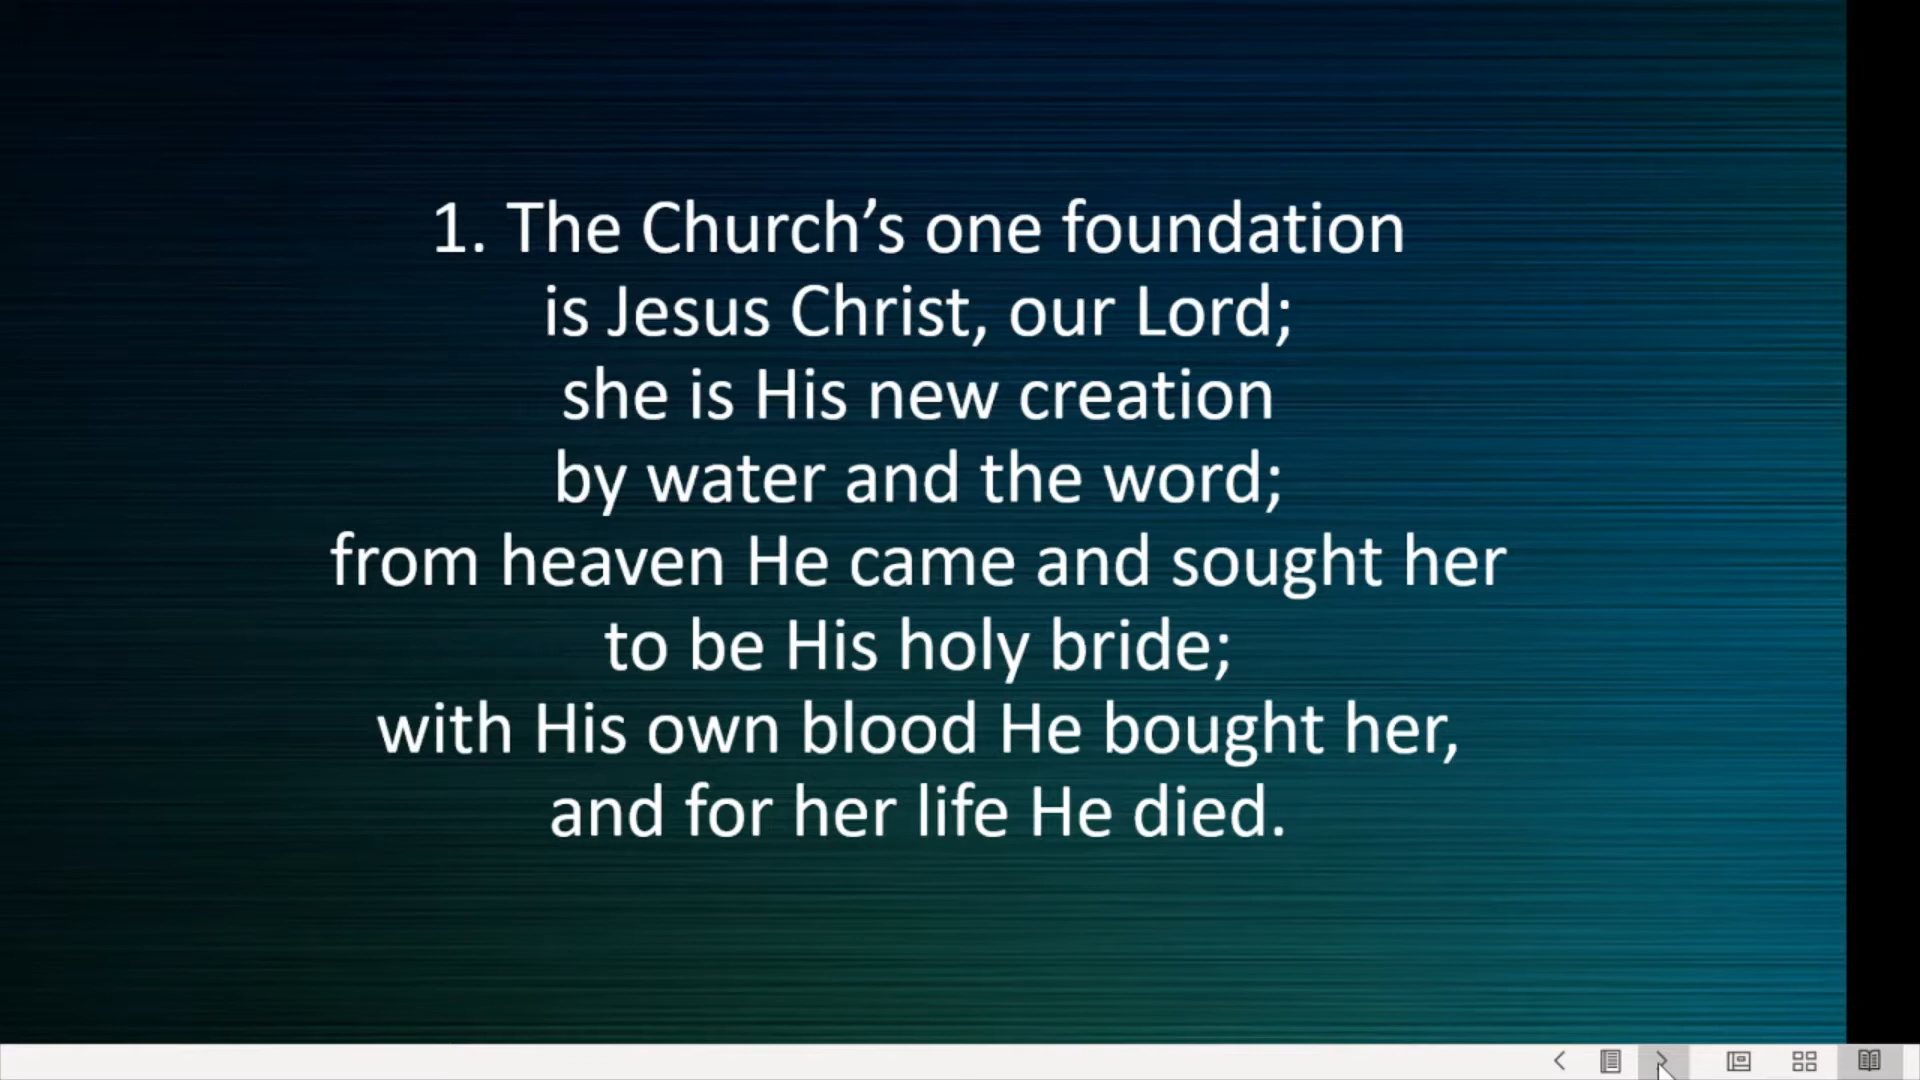 1. The Church’s one foundation
is Jesus Christ, our Lord;
she is His new creation
by water and the word;
from heaven He came and sought her
to be His holy bride;
with His own blood He bought her,
and for her life He died.